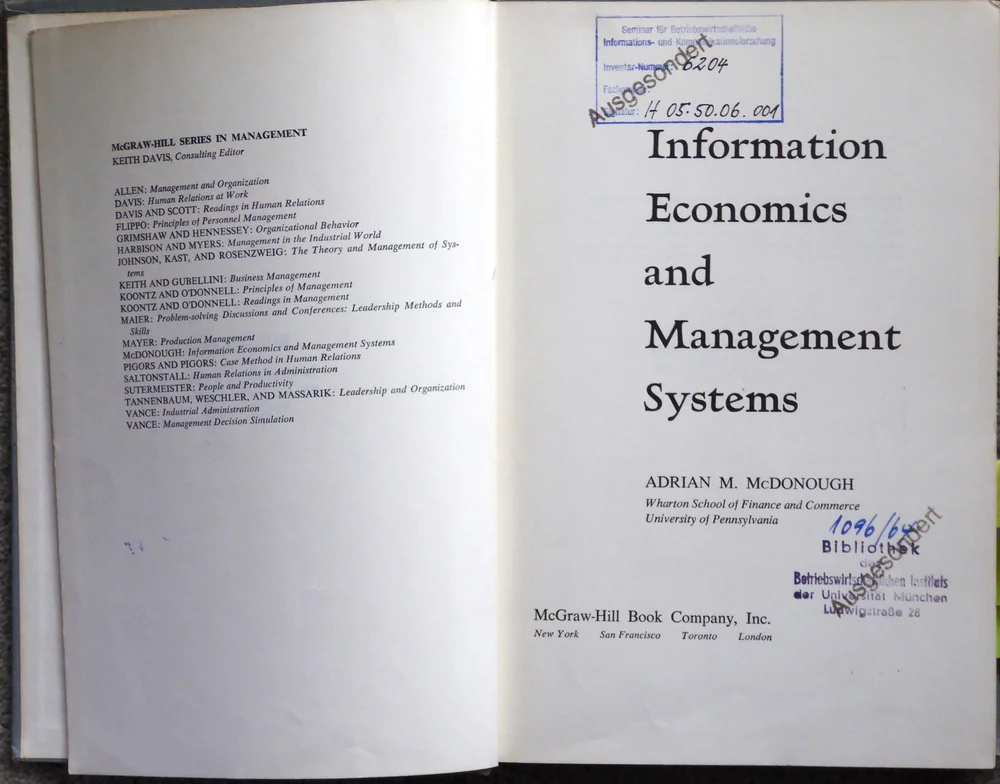 McGRAW-HILL SERIES IN MANAGEMENT
KEITH DAVIS, Consulting Editor
ALLEN: Management and Organization
DAVIS: Human Relations at Work
DAVIS AND SCOTT: Readings in Human Relations
FLIPPO: Principles of Personnel Management
GRIMSHAW AND HENNESSEY: Organizational Behavior
HARBISON AND MYERS: Management in the Industrial World
JOHNSON, KAST, AND ROSENZWEIG: The Theory and Management of Sys-
tems
KEITH AND GUBELLINI: Business Management
KOONTZ AND O'DONNELL: Principles of Management
KOONTZ AND O'DONNELL: Readings in Management
MAIER: Problem-solving Discussions and Conferences: Leadership Methods and
Skills
MAYER: Production Management
McDONOUGH: Information Economics and Management Systems
PIGORS AND PIGORS: Case Method in Human Relations
SALTONSTALL: Human Relations in Administration
SUTERMEISTER: People and Productivity
TANNENBAUM, WESCHLER, AND MASSARIK: Leadership and Organization
VANCE: Industrial Administration
VANCE: Management Decision Simulation
Seminar für Betriebswirtschaftliche
Informations- und Kommunikationsforschung
Inventar-Nummer: 6204
H 05.50.06.001
Ausgesondert
Information
Economics
and
Management
Systems
ADRIAN M. McDONOUGH
Wharton School of Finance and Commerce
University of Pennsylvania
1096/64
Bibliothek
des
Betriebswirtschaftlichen Instituts
der Universität München
Ludwigstraße 28
Ausgesondert
McGraw-Hill Book Company, Inc.
New York San Francisco Toronto London